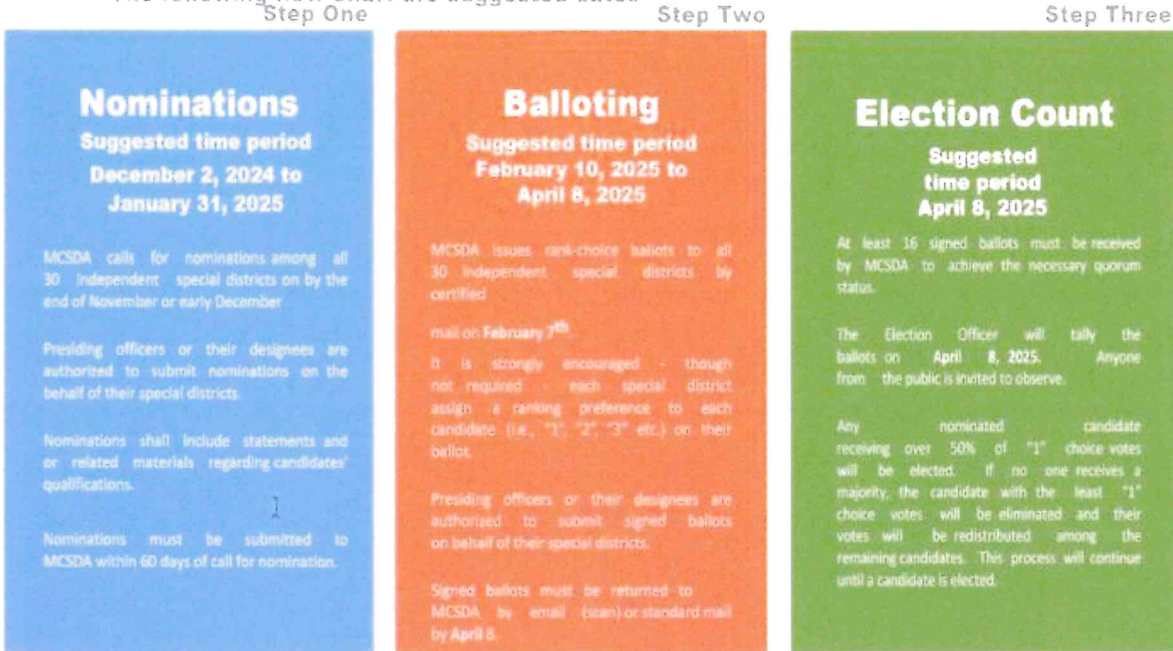 The following flow chart are suggested dates
Step One
Nominations
Suggested time period
December 2, 2024 to
January 31, 2025
MCSDA calls for nominations among all
30 independent special districts on by the
end of November or early December
Presiding officers or their designees are
authorized to submit nominations on the
behalf of their special districts.
Nominations shall include statements and
or related materials regarding candidates'
qualifications.
Nominations must be submitted to
MCSDA within 60 days of call for nomination.
Step Two
Balloting
Suggested time period
February 10, 2025 to
April 8, 2025
MCSDA issues rank-choice ballots to all
30 independent special districts by
certified
mail on February 7th.
It is strongly encouraged - though
not required - each special district
assign a ranking preference to each
candidate (i.e., "1", "2", "3" etc.) on their
ballot.
Presiding officers or their designees are
authorized to submit signed ballots
on behalf of their special districts.
Signed ballots must be returned to
MCSDA by email (scan) or standard mail
by April 8.
Step Three
Election Count
Suggested
time period
April 8, 2025
At least 16 signed ballots must be received
by MCSDA to achieve the necessary quorum
status.
The Election Officer will tally the
ballots on April 8, 2025. Anyone
from the public is invited to observe.
Any nominated candidate
receiving over 50% of "1" choice votes
will be elected. If no one receives a
majority, the candidate with the least "1"
choice votes will be eliminated and their
votes will be redistributed among the
remaining candidates. This process will continue
until a candidate is elected.